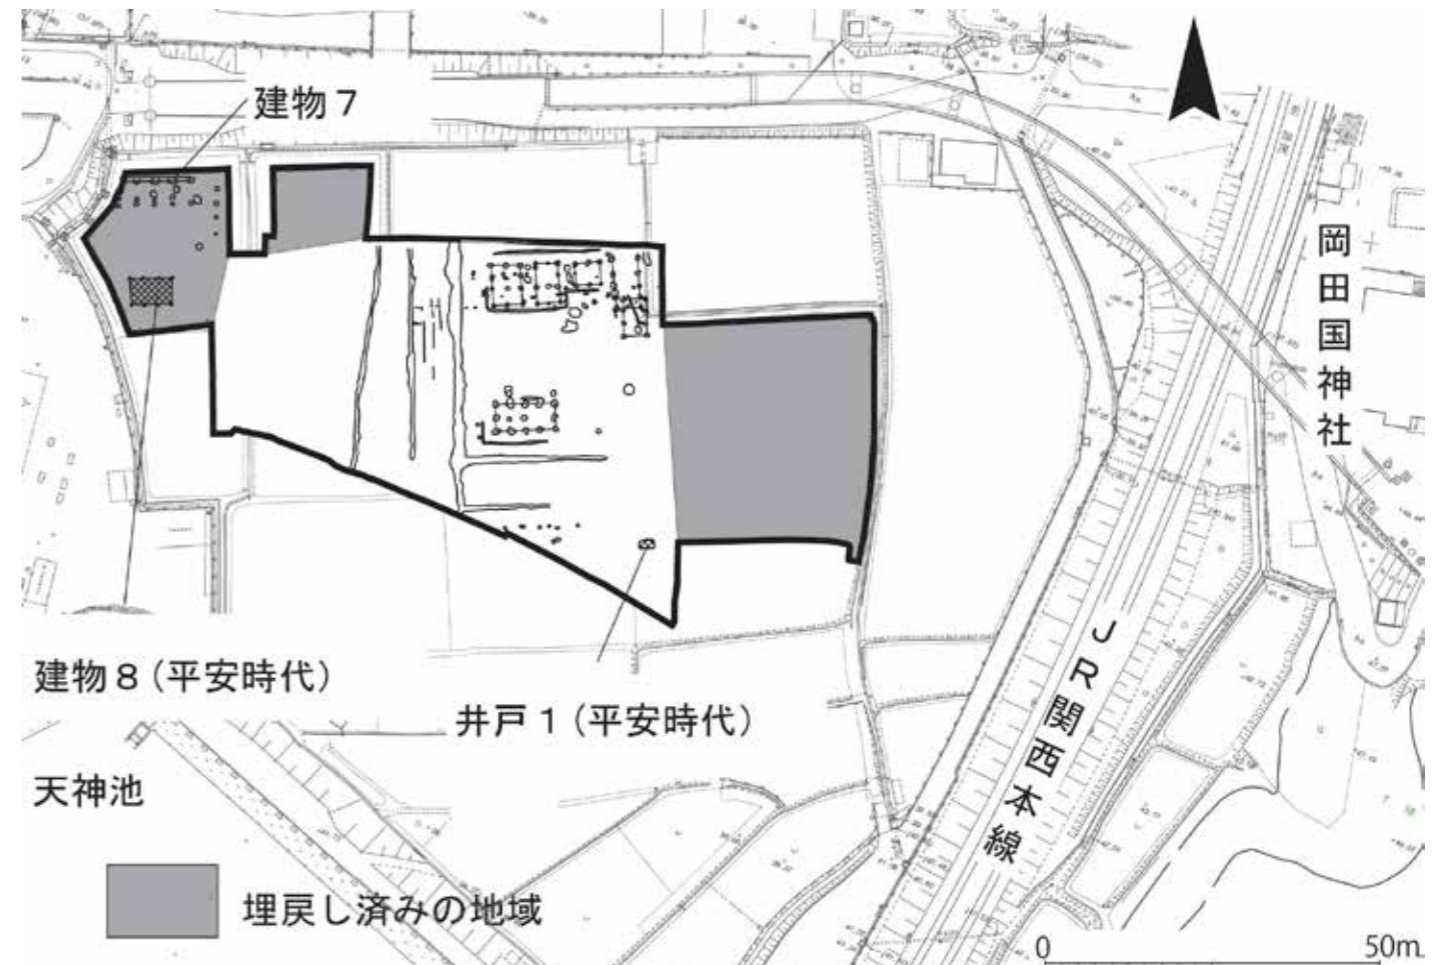 建物7
岡田国神社
建物8（平安時代）
井戸1（平安時代）
JR関西本線
天神池
埋戻し済みの地域
0 50m